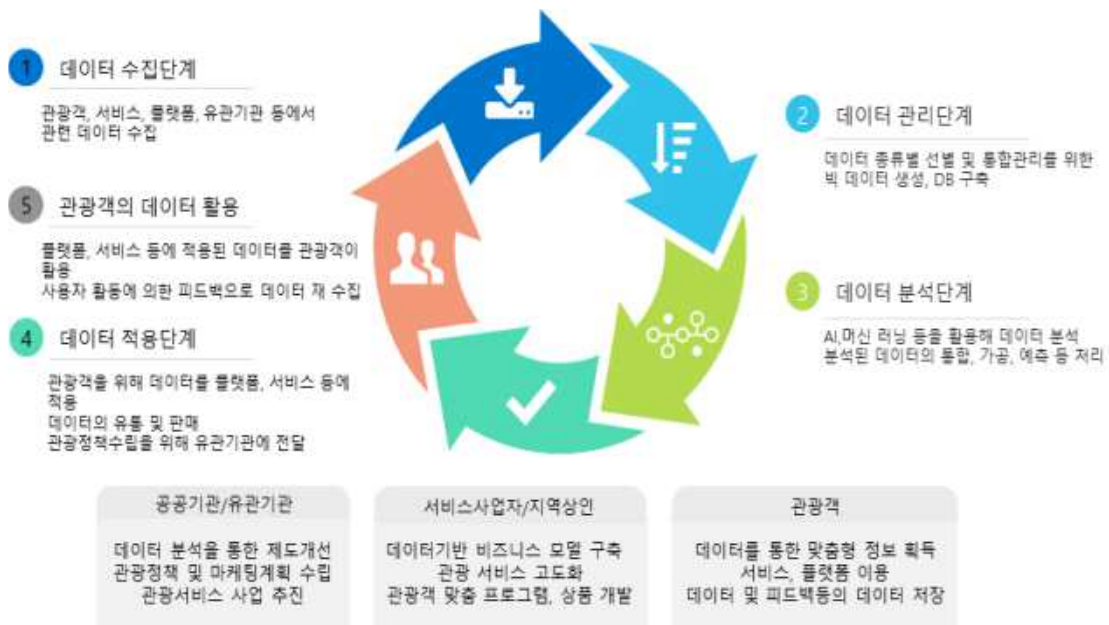 1 데이터 수집단계
관광객, 서비스, 플랫폼, 유관기관 등에서
관련 데이터 수집
2 데이터 관리단계
데이터 종류별 선별 및 통합관리를 위한
빅 데이터 생성, DB 구축
3 데이터 분석단계
AI,머신 러닝 등을 활용해 데이터 분석
분석된 데이터의 통합, 가공, 예측 등 처리
5 관광객의 데이터 활용
플랫폼, 서비스 등에 적용된 데이터를 관광객이
활용
사용자 활동에 의한 피드백으로 데이터 재 수집
4 데이터 적용단계
관광객을 위해 데이터를 플랫폼, 서비스 등에
적용
데이터의 유통 및 판매
관광정책수립을 위해 유관기관에 전달
공공기관/유관기관
데이터 분석을 통한 제도개선
관광정책 및 마케팅계획 수립
관광서비스 사업 추진
서비스사업자/지역상인
데이터기반 비즈니스 모델 구축
관광 서비스 고도화
관광객 맞춤 프로그램, 상품 개발
관광객
데이터를 통한 맞춤형 정보 획득
서비스, 플랫폼 이용
데이터 및 피드백등의 데이터 저장